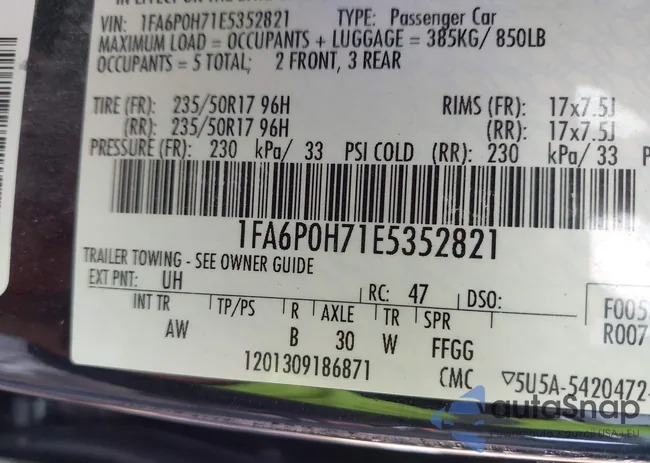 VIN: 1FA6P0H71E5352821 TYPE: Passenger Car
MAXIMUM LOAD = OCCUPANTS + LUGGAGE = 385KG/ 850LB
OCCUPANTS = 5 TOTAL; 2 FRONT, 3 REAR
TIRE (FR): 235/50R17 96H RIMS (FR): 17x7.5J
(RR): 235/50R17 96H (RR): 17x7.5J
PRESSURE (FR): 230 kPa/ 33 PSI COLD (RR): 230 kPa/ 33
1FA6P0H71E5352821
TRAILER TOWING - SEE OWNER GUIDE
EXT PNT: UH RC: 47 DSO:
INT TR TP/PS R AXLE TR SPR
AW B 30 W FFGG
1201309186871 CMC ▽5U5A-5420472-
autoSnap